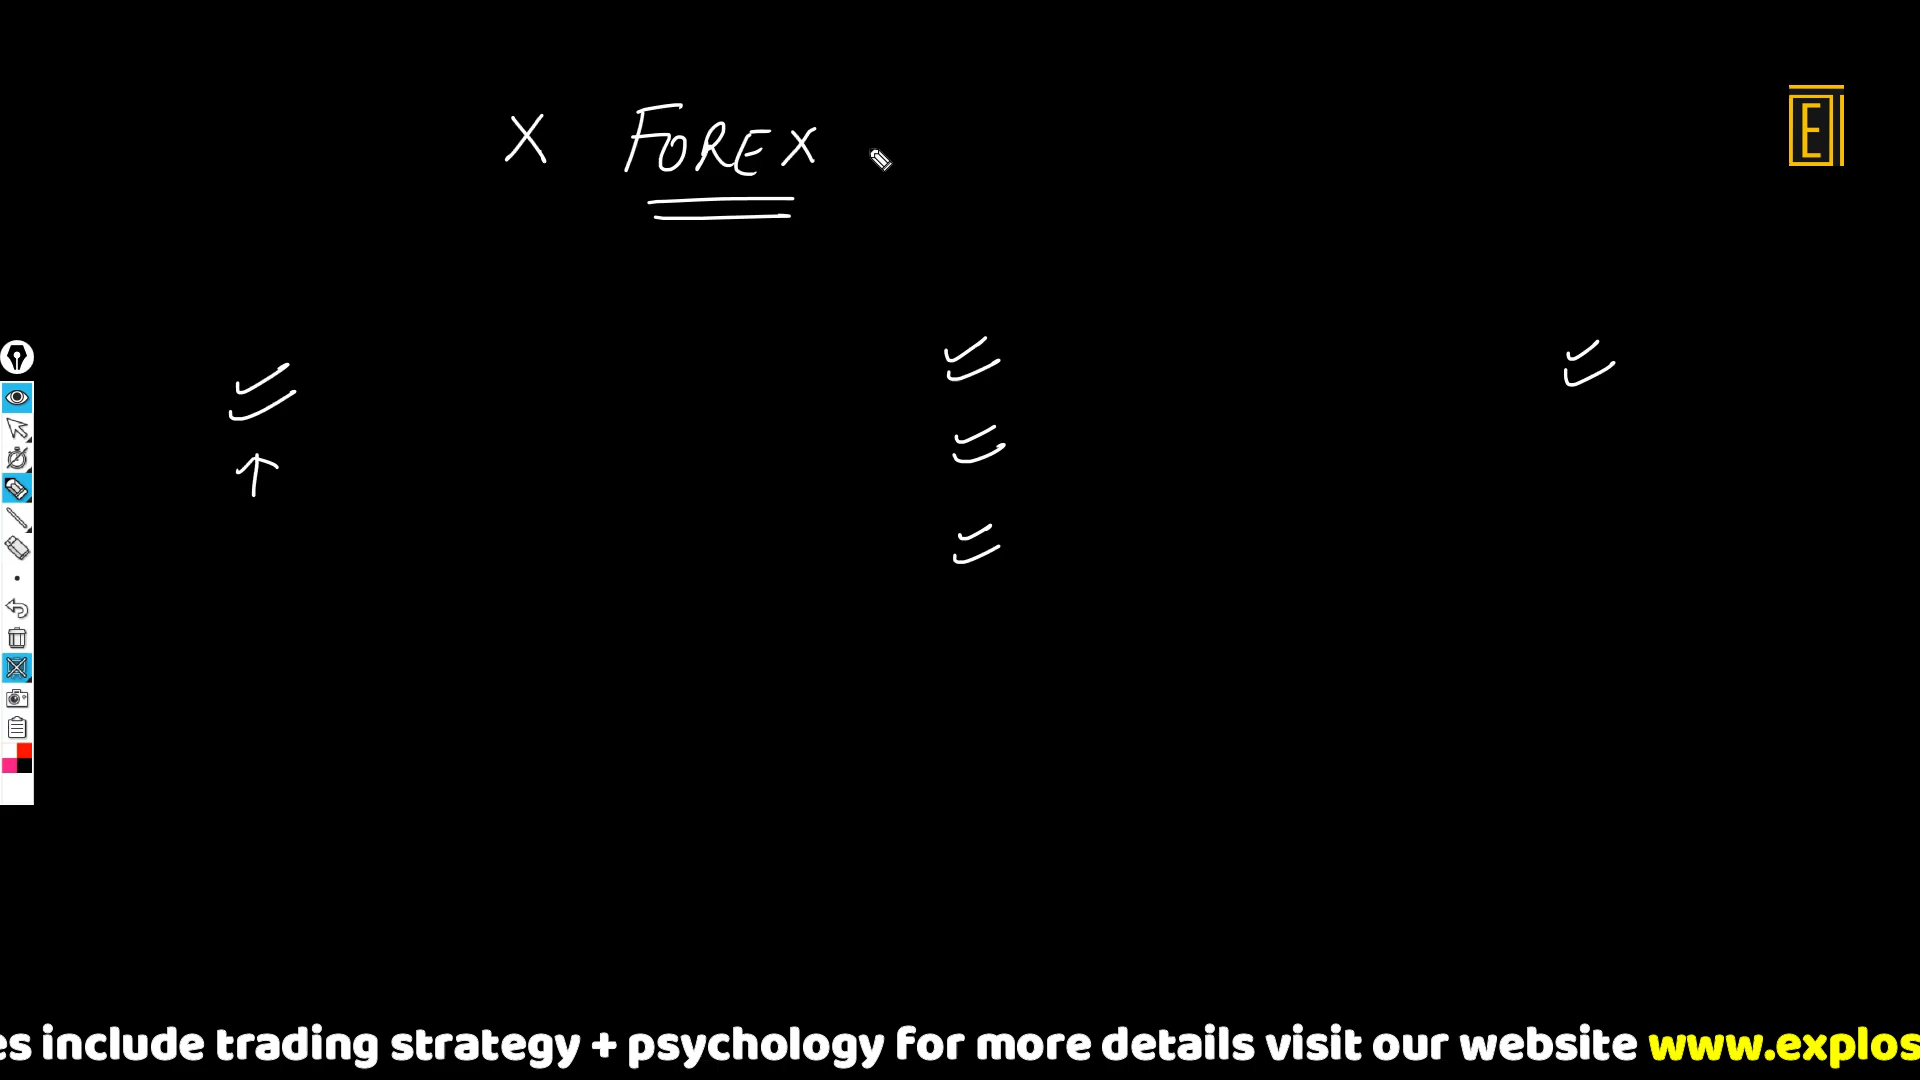 X FOREX
E
es include trading strategy + psychology for more details visit our website www.explos